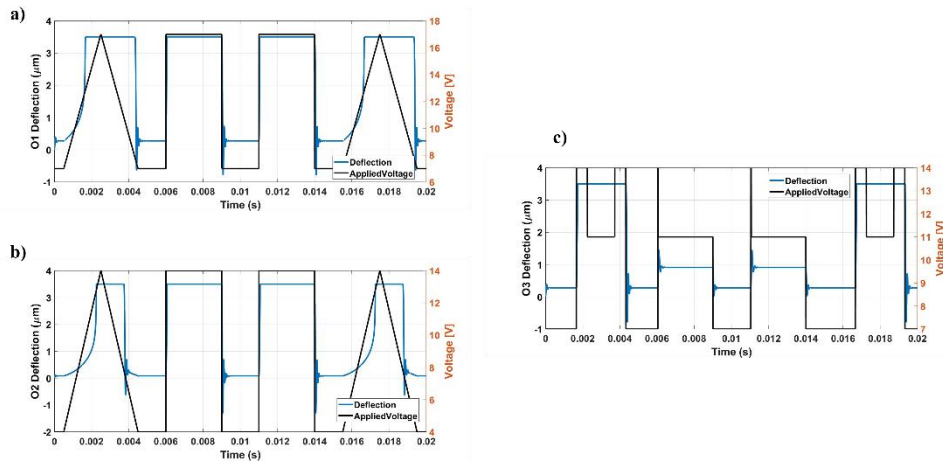 a)
4
3
2
1
0
-1
O1 Deflection (μm)
18
16
14
12
10
8
6
Voltage [V]
Deflection
AppliedVoltage
0 0.002 0.004 0.006 0.008 0.01 0.012 0.014 0.016 0.018 0.02
Time (s)
b)
4
3
2
1
0
-1
-2
O2 Deflection (μm)
14
12
10
8
6
4
Voltage [V]
Deflection
AppliedVoltage
0 0.002 0.004 0.006 0.008 0.01 0.012 0.014 0.016 0.018 0.02
Time (s)
c)
4
3
2
1
0
-1
O3 Deflection (μm)
14
13
12
11
10
9
8
7
Voltage [V]
Deflection
AppliedVoltage
0 0.002 0.004 0.006 0.008 0.01 0.012 0.014 0.016 0.018 0.02
Time (s)